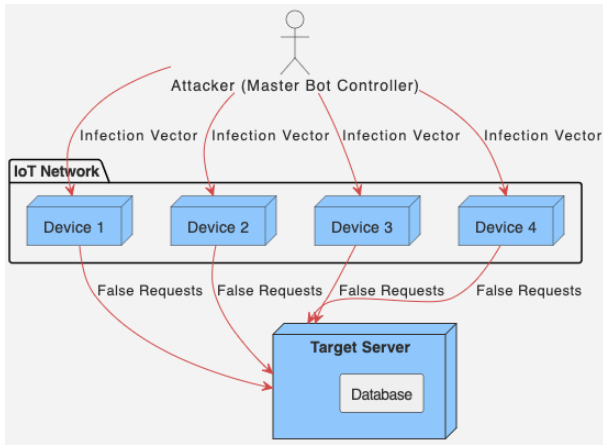 Attacker (Master Bot Controller)
Infection Vector
Infection Vector
Infection Vector
Infection Vector
IoT Network
Device 1
Device 2
Device 3
Device 4
False Requests
False Requests
False Requests
False Requests
Target Server
Database